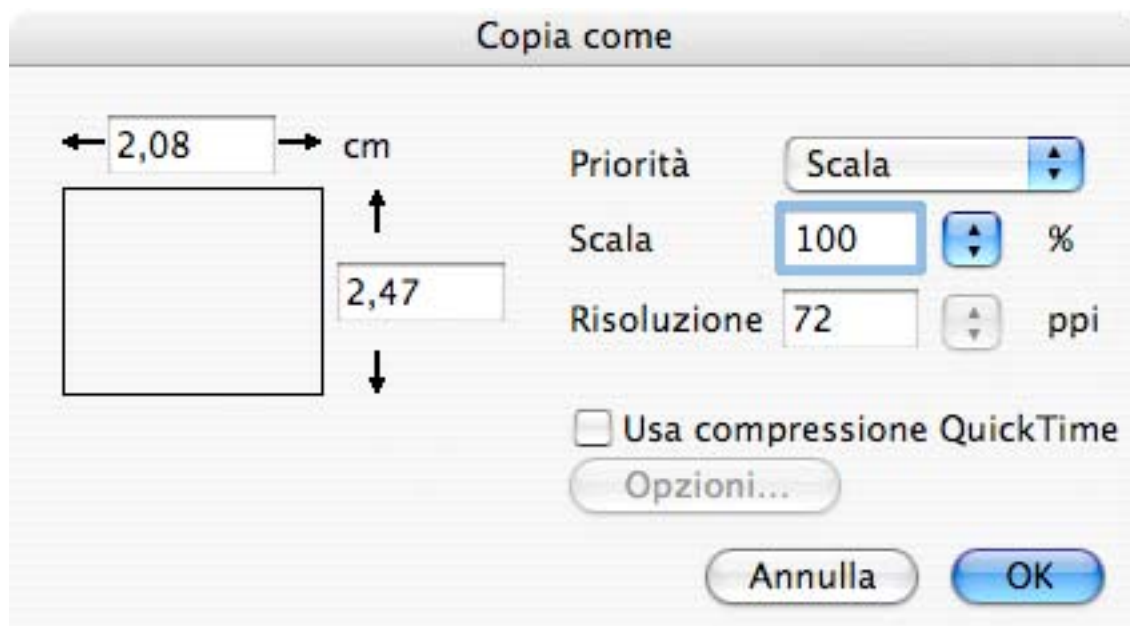 Copia come
2,08 cm
2,47
Priorità Scala
Scala 100 %
Risoluzione 72 ppi
Usa compressione QuickTime
Opzioni...
Annulla OK